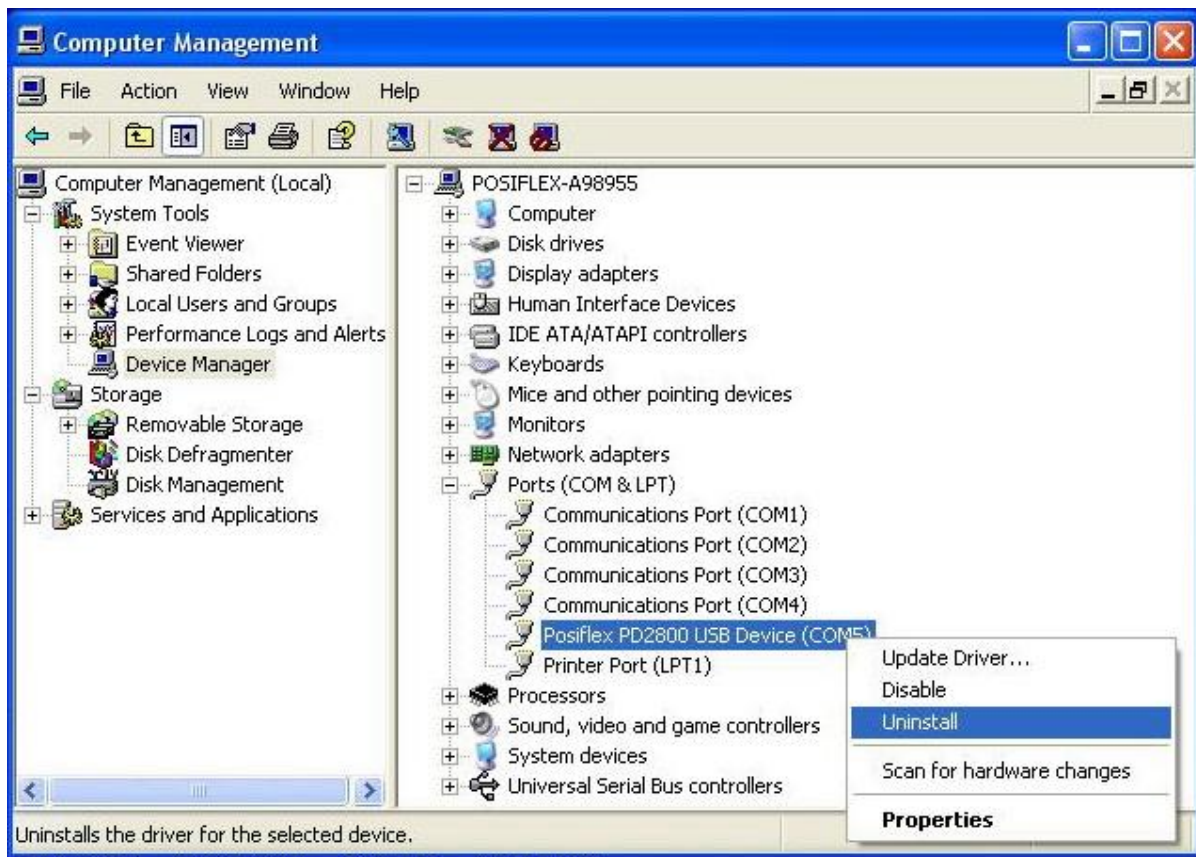 Computer Management
File Action View Window Help
Computer Management (Local)
System Tools
Event Viewer
Shared Folders
Local Users and Groups
Performance Logs and Alerts
Device Manager
Storage
Removable Storage
Disk Defragmenter
Disk Management
Services and Applications
POSIFLEX-A98955
Computer
Disk drives
Display adapters
Human Interface Devices
IDE ATA/ATAPI controllers
Keyboards
Mice and other pointing devices
Monitors
Network adapters
Ports (COM & LPT)
Communications Port (COM1)
Communications Port (COM2)
Communications Port (COM3)
Communications Port (COM4)
Posiflex PD2800 USB Device (COM5)
Printer Port (LPT1)
Processors
Sound, video and game controllers
System devices
Universal Serial Bus controllers
Update Driver...
Disable
Uninstall
Scan for hardware changes
Properties
Uninstalls the driver for the selected device.